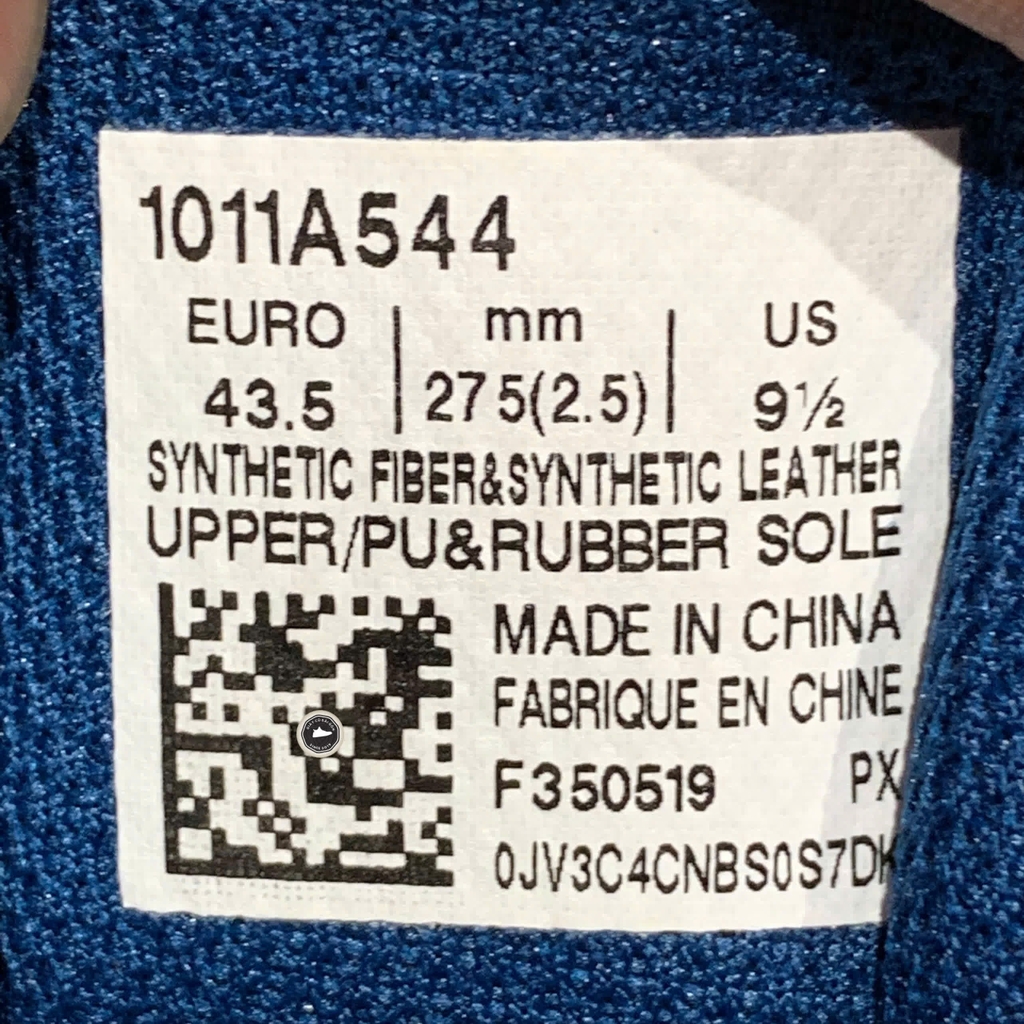 1011A544
EURO | mm | US
43.5 | 275(2.5) | 9½
SYNTHETIC FIBER&SYNTHETIC LEATHER
UPPER/PU&RUBBER SOLE
MADE IN CHINA
FABRIQUE EN CHINE
F350519 PX
0JV3C4CNBS0S7DK